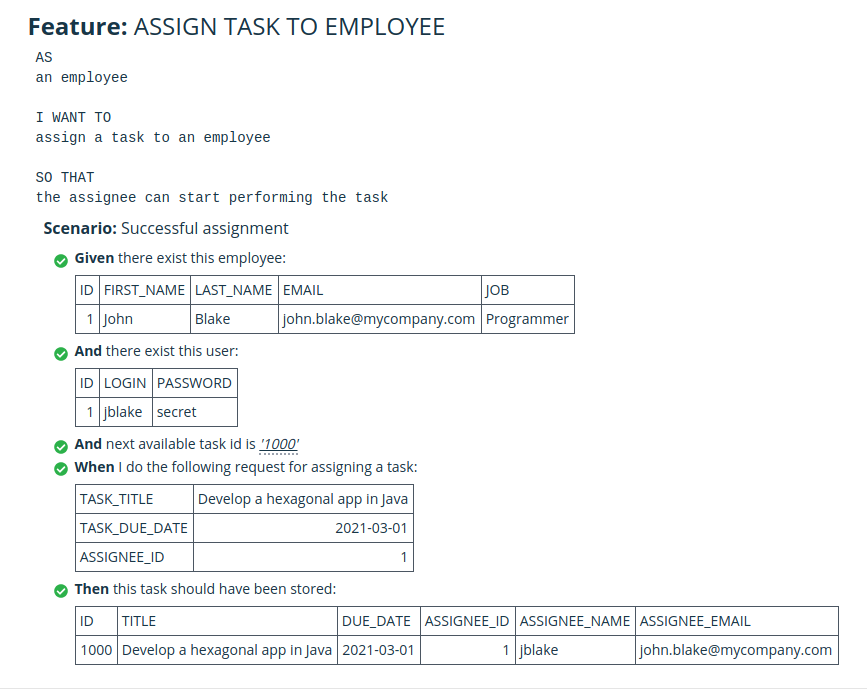 Feature: ASSIGN TASK TO EMPLOYEE
AS
an employee
I WANT TO
assign a task to an employee
SO THAT
the assignee can start performing the task
Scenario: Successful assignment
Given there exist this employee:
ID FIRST_NAME LAST_NAME EMAIL JOB
1 John Blake john.blake@mycompany.com Programmer
And there exist this user:
ID LOGIN PASSWORD
1 jblake secret
And next available task id is '1000'
When I do the following request for assigning a task:
TASK_TITLE Develop a hexagonal app in Java
TASK_DUE_DATE 2021-03-01
ASSIGNEE_ID 1
Then this task should have been stored:
ID TITLE DUE_DATE ASSIGNEE_ID ASSIGNEE_NAME ASSIGNEE_EMAIL
1000 Develop a hexagonal app in Java 2021-03-01 1 jblake john.blake@mycompany.com